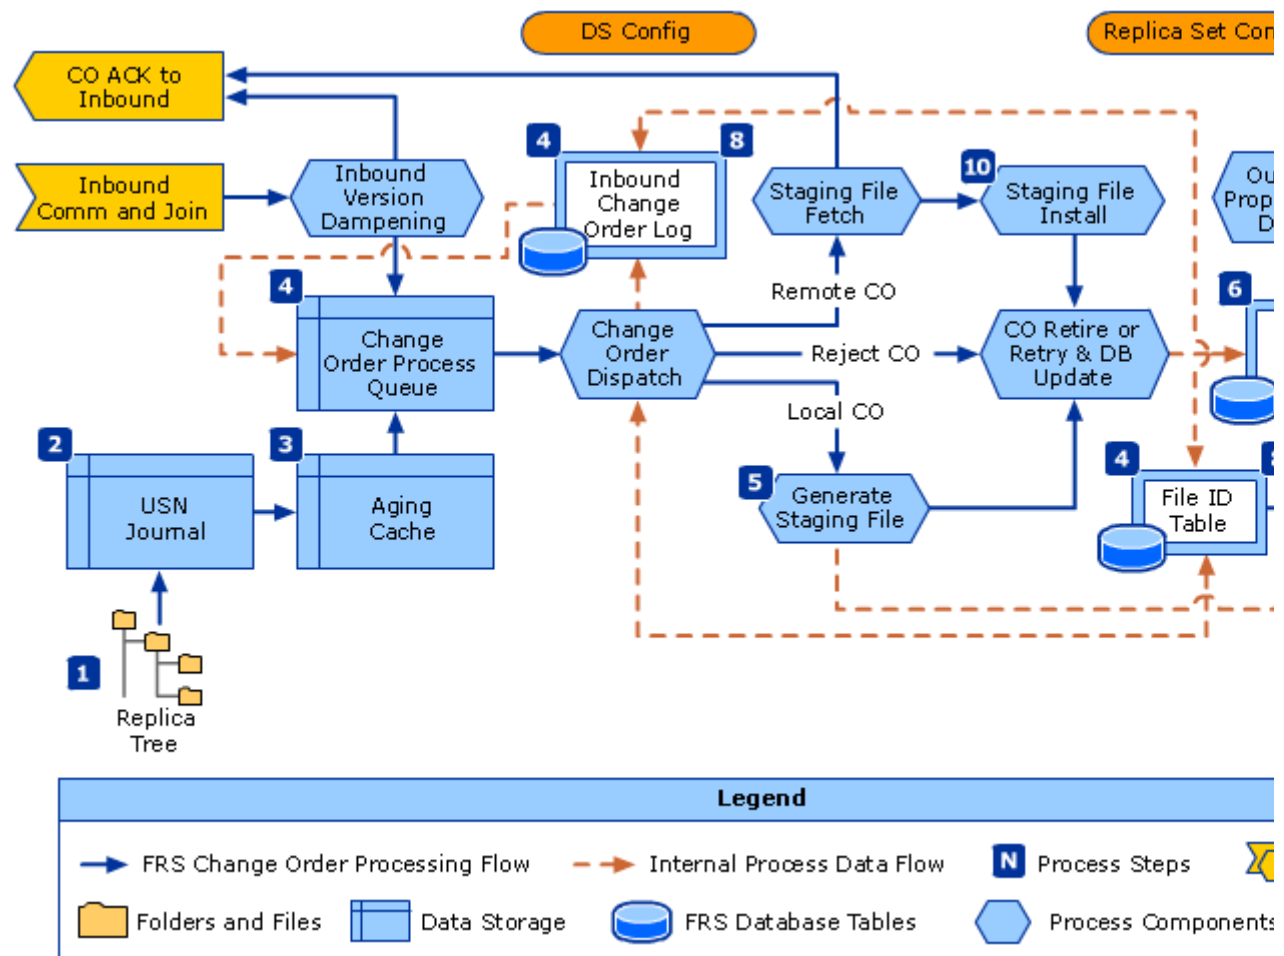 DS Config
Replica Set Con
CO ACK to
Inbound
4
8
10
Inbound
Comm and Join
Inbound
Version
Dampening
Inbound
Change
Order Log
Staging File
Fetch
Staging File
Install
Ou
Prop
D
4
Remote CO
6
Change
Order Process
Queue
Change
Order
Dispatch
Reject CO
CO Retire or
Retry & DB
Update
Local CO
2
3
5
4
USN
Journal
Aging
Cache
Generate
Staging File
File ID
Table
1
Replica
Tree
Legend
FRS Change Order Processing Flow
Internal Process Data Flow
N
Process Steps
Folders and Files
Data Storage
FRS Database Tables
Process Components